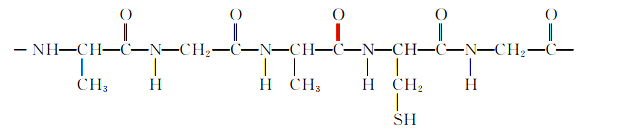 O O O O O
NH CH C N CH₂ C N CH C N CH C N CH₂ C
CH₃ H H CH₃ H CH₂ H
SH